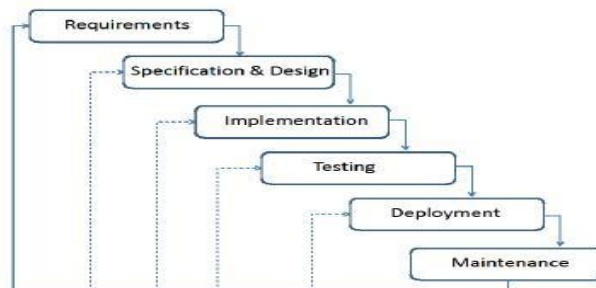 Requirements
Specification & Design
Implementation
Testing
Deployment
Maintenance